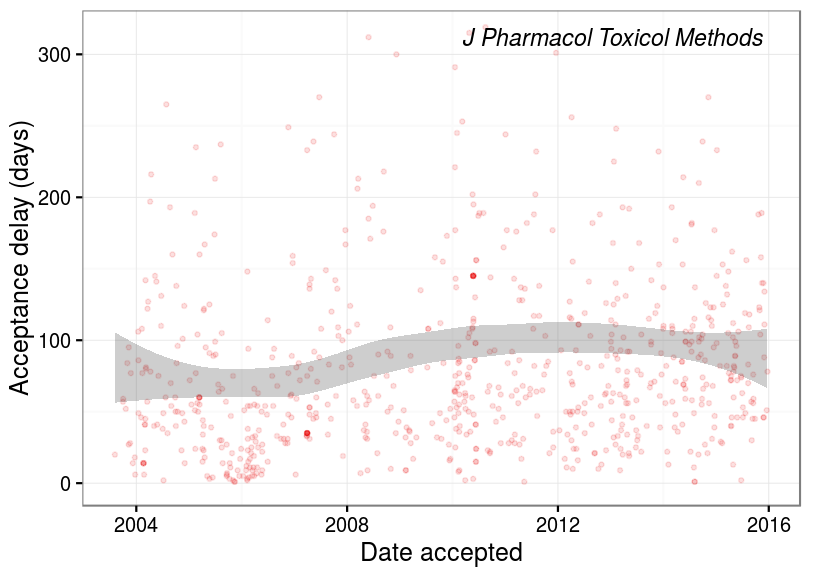 J Pharmacol Toxicol Methods
300
200
100
0
Acceptance delay (days)
2004 2008 2012 2016
Date accepted